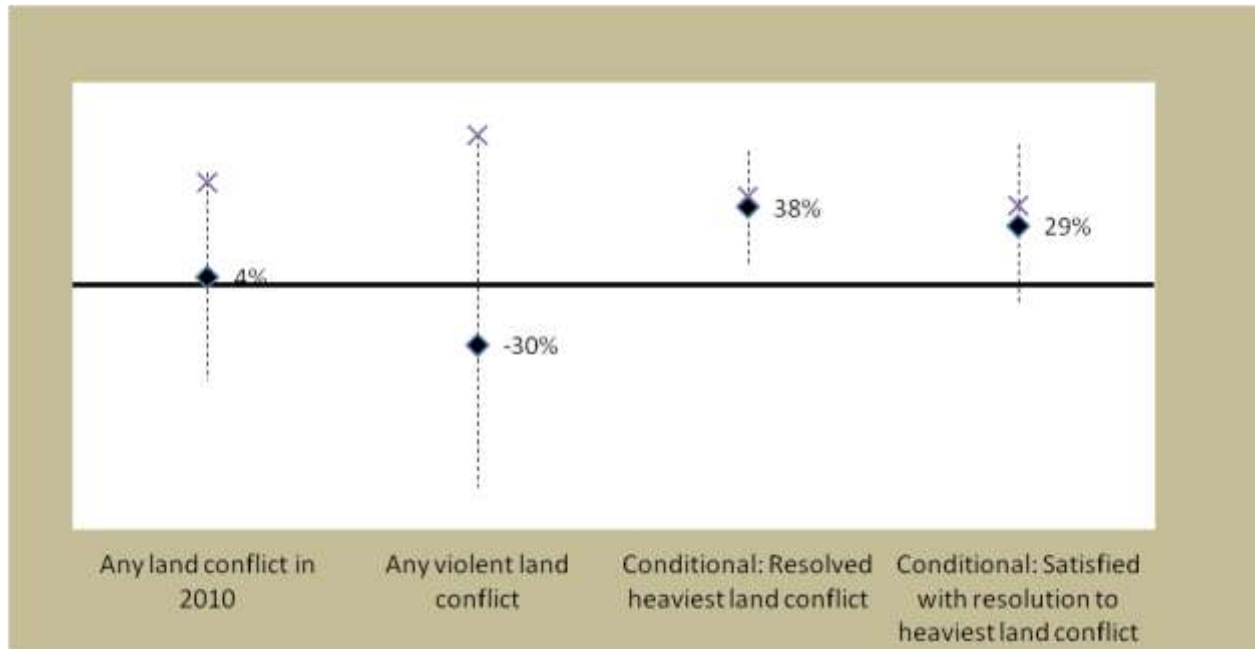 4%
-30%
38%
29%
Any land conflict in
2010
Any violent land
conflict
Conditional: Resolved
heaviest land conflict
Conditional: Satisfied
with resolution to
heaviest land conflict